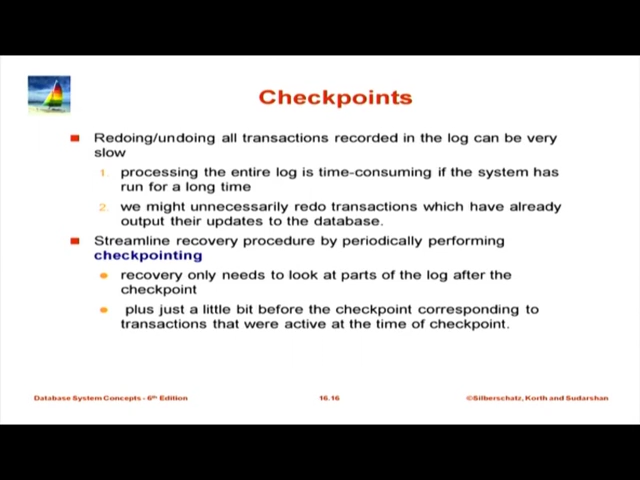 Checkpoints
Redoing/undoing all transactions recorded in the log can be very
slow
1. processing the entire log is time-consuming if the system has
run for a long time
2. we might unnecessarily redo transactions which have already
output their updates to the database.
Streamline recovery procedure by periodically performing
checkpointing
recovery only needs to look at parts of the log after the
checkpoint
plus just a little bit before the checkpoint corresponding to
transactions that were active at the time of checkpoint.
Database System Concepts - 6th Edition
16.16
©Silberschatz, Korth and Sudarshan